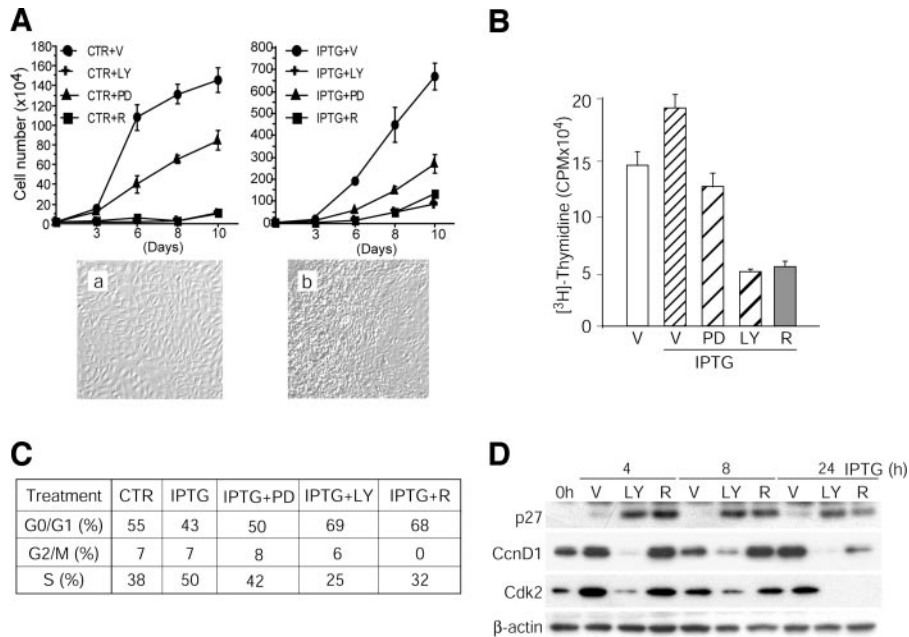 A
Cell number (x10⁴)
180
160
140
120
100
80
60
40
20
0
CTR+V
CTR+LY
CTR+PD
CTR+R
3 6 8 10
(Days)
800
700
600
500
400
300
200
100
0
IPTG+V
IPTG+LY
IPTG+PD
IPTG+R
3 6 8 10
(Days)
a
b
B
[³H]-Thymidine (CPMx10⁴)
20
15
10
5
0
V V PD LY R
IPTG
C
Treatment CTR IPTG IPTG+PD IPTG+LY IPTG+R
G0/G1 (%) 55 43 50 69 68
G2/M (%) 7 7 8 6 0
S (%) 38 50 42 25 32
D
4 8 24 IPTG (h)
0h V LY R V LY R V LY R
p27
CcnD1
Cdk2
β-actin